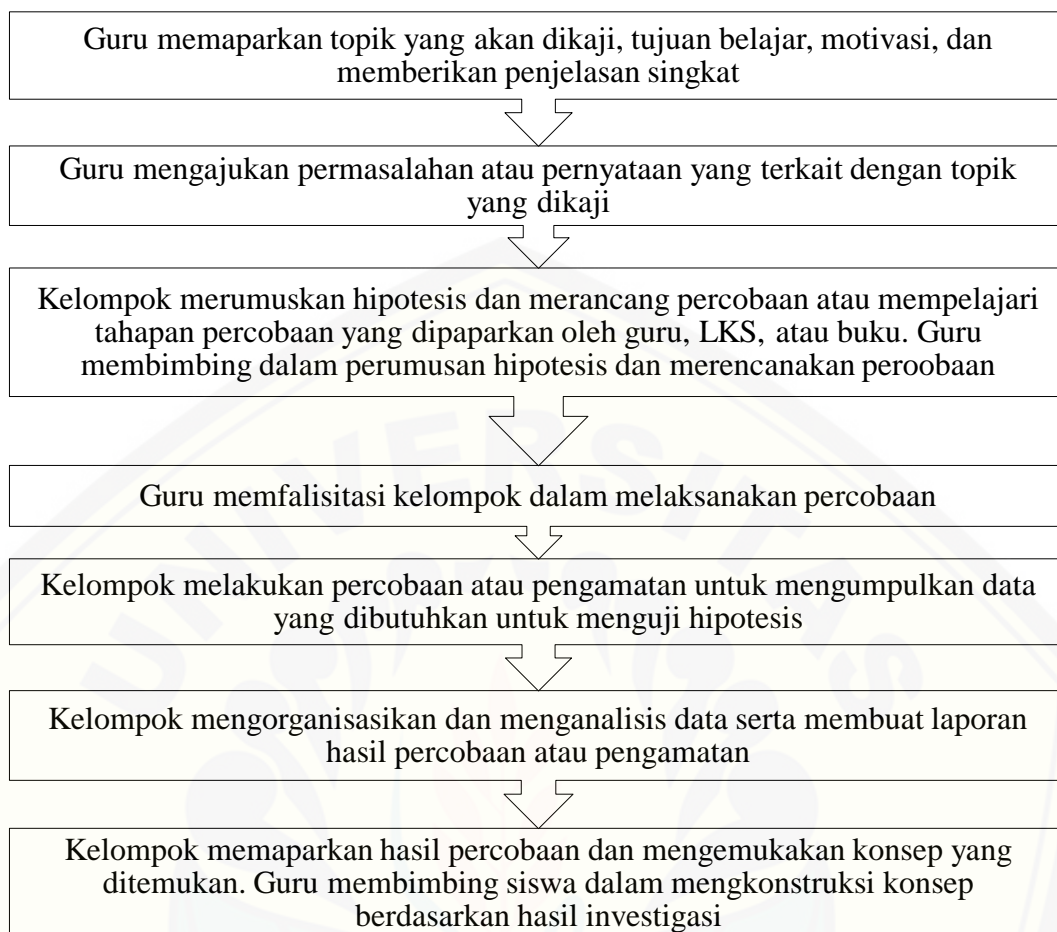 Guru memaparkan topik yang akan dikaji, tujuan belajar, motivasi, dan
memberikan penjelasan singkat
Guru mengajukan permasalahan atau pernyataan yang terkait dengan topik
yang dikaji
Kelompok merumuskan hipotesis dan merancang percobaan atau mempelajari
tahapan percobaan yang dipaparkan oleh guru, LKS, atau buku. Guru
membimbing dalam perumusan hipotesis dan merencanakan peroobaan
Guru memfalisitasi kelompok dalam melaksanakan percobaan
Kelompok melakukan percobaan atau pengamatan untuk mengumpulkan data
yang dibutuhkan untuk menguji hipotesis
Kelompok mengorganisasikan dan menganalisis data serta membuat laporan
hasil percobaan atau pengamatan
Kelompok memaparkan hasil percobaan dan mengemukakan konsep yang
ditemukan. Guru membimbing siswa dalam mengkonstruksi konsep
berdasarkan hasil investigasi
UNIVERSITAS